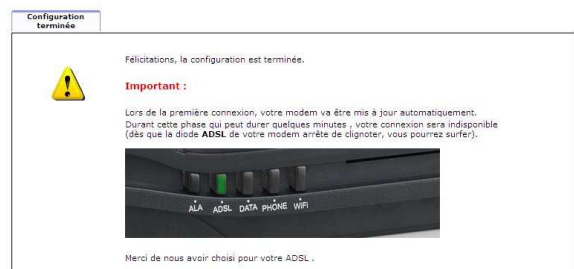 Configuration
terminée
Félicitations, la configuration est terminée.
Important :
Lors de la première connexion, votre modem va être mis à jour automatiquement.
Durant cette phase qui peut durer quelques minutes , votre connexion sera indisponible
(dès que la diode ADSL de votre modem arrête de clignoter, vous pourrez surfer).
ALA ADSL DATA PHONE WiFi
Merci de nous avoir choisi pour votre ADSL .